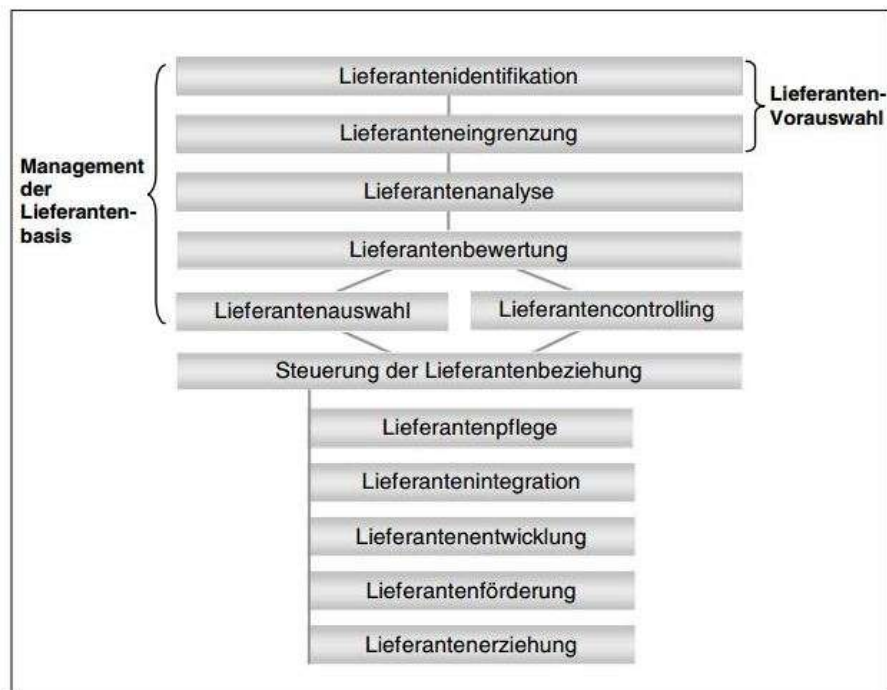 Lieferantenidentifikation
Lieferanten-
Vorauswahl
Lieferanteneingrenzung
Management
der
Lieferanten-
basis
Lieferantenanalyse
Lieferantenbewertung
Lieferantenauswahl
Lieferantencontrolling
Steuerung der Lieferantenbeziehung
Lieferantenpflege
Lieferantenintegration
Lieferantenentwicklung
Lieferantenförderung
Lieferantenerziehung